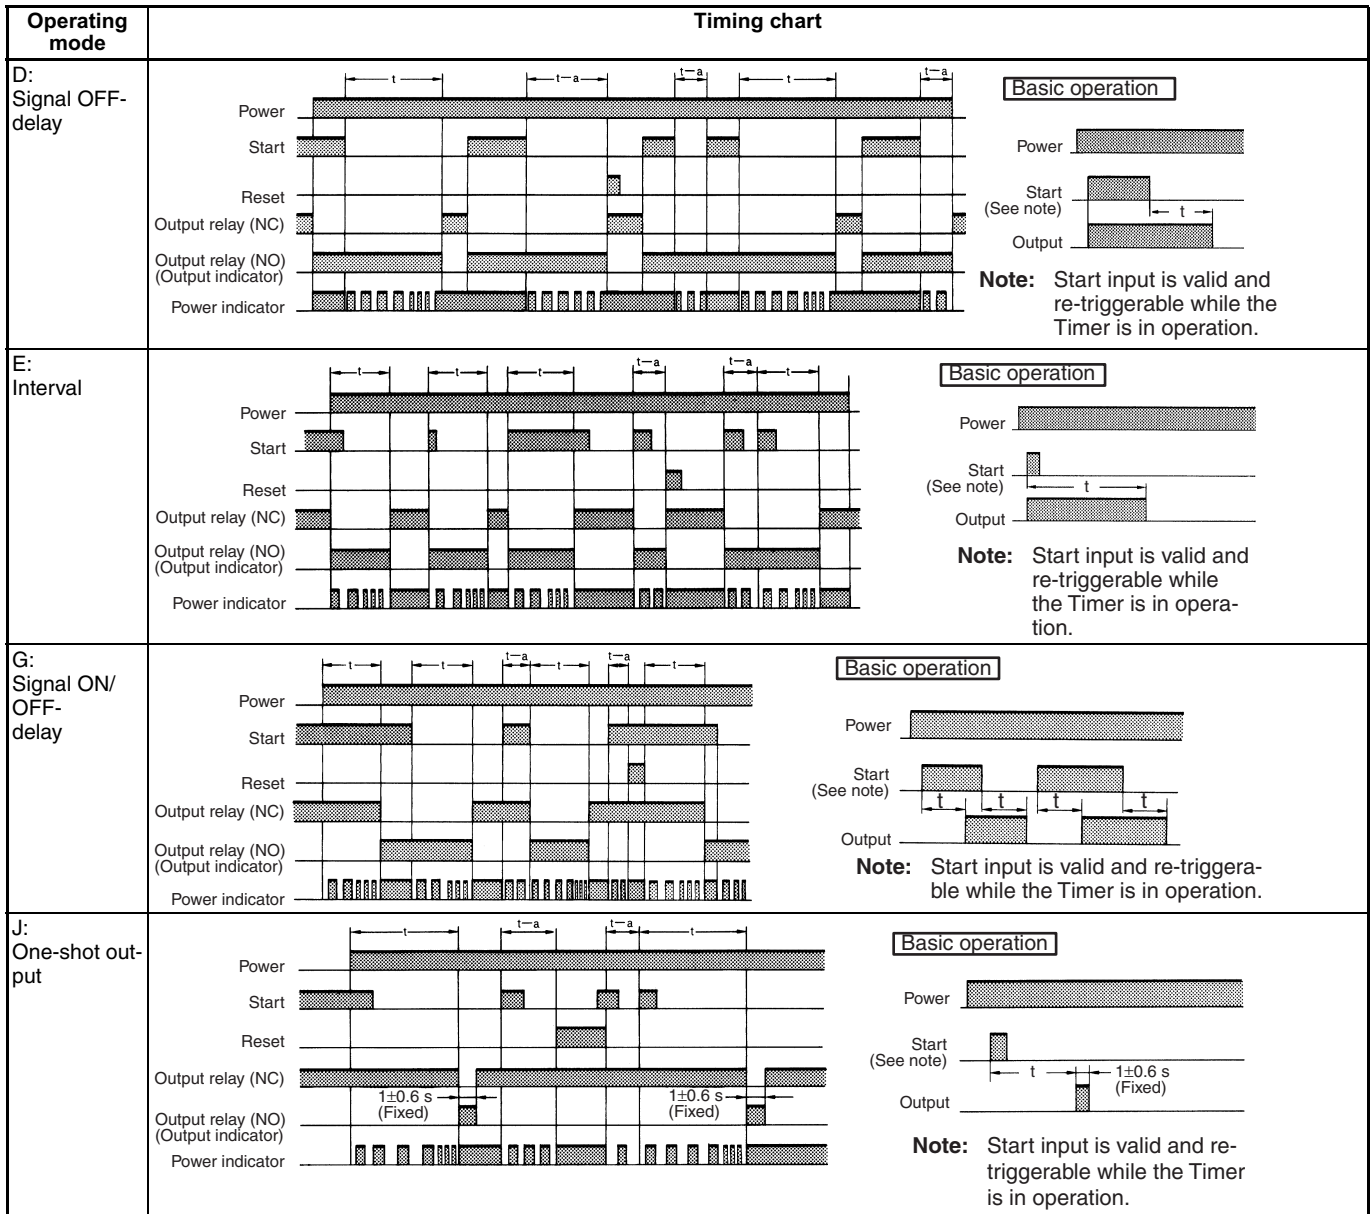 Operating
mode
Timing chart
D:
Signal OFF-
delay
t
t—a
t—a
t
t—a
Power
Start
Reset
Output relay (NC)
Output relay (NO)
(Output indicator)
Power indicator
Basic operation
Power
Start
(See note)
t
Output
Note: Start input is valid and
re-triggerable while the
Timer is in operation.
E:
Interval
t
t
t
t—a
t—a
t
Power
Start
Reset
Output relay (NC)
Output relay (NO)
(Output indicator)
Power indicator
Basic operation
Power
Start
(See note)
t
Output
Note: Start input is valid and
re-triggerable while
the Timer is in opera-
tion.
G:
Signal ON/
OFF-
delay
t
t
t—a
t
t—a
t
Power
Start
Reset
Output relay (NC)
Output relay (NO)
(Output indicator)
Power indicator
Basic operation
Power
Start
(See note)
t
t
t
t
Output
Note: Start input is valid and re-triggera-
ble while the Timer is in operation.
J:
One-shot out-
put
t
t—a
t—a
t
Power
Start
Reset
Output relay (NC)
1±0.6 s
(Fixed)
1±0.6 s
(Fixed)
Output relay (NO)
(Output indicator)
Power indicator
Basic operation
Power
Start
(See note)
t
1±0.6 s
(Fixed)
Output
Note: Start input is valid and re-
triggerable while the Timer
is in operation.